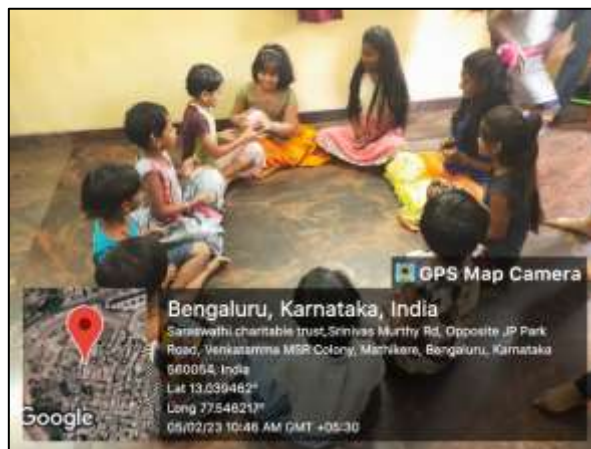 GPS Map Camera
Bengaluru, Karnataka, India
Saraswathi charitable trust,Srinivas Murthy Rd, Opposite JP Park
Road, Venkatamma MSR Colony, Mathikere, Bengaluru, Karnataka
560054, India
Lat 13.039462°
Long 77.546217°
05/02/23 10:46 AM GMT +05:30
Google